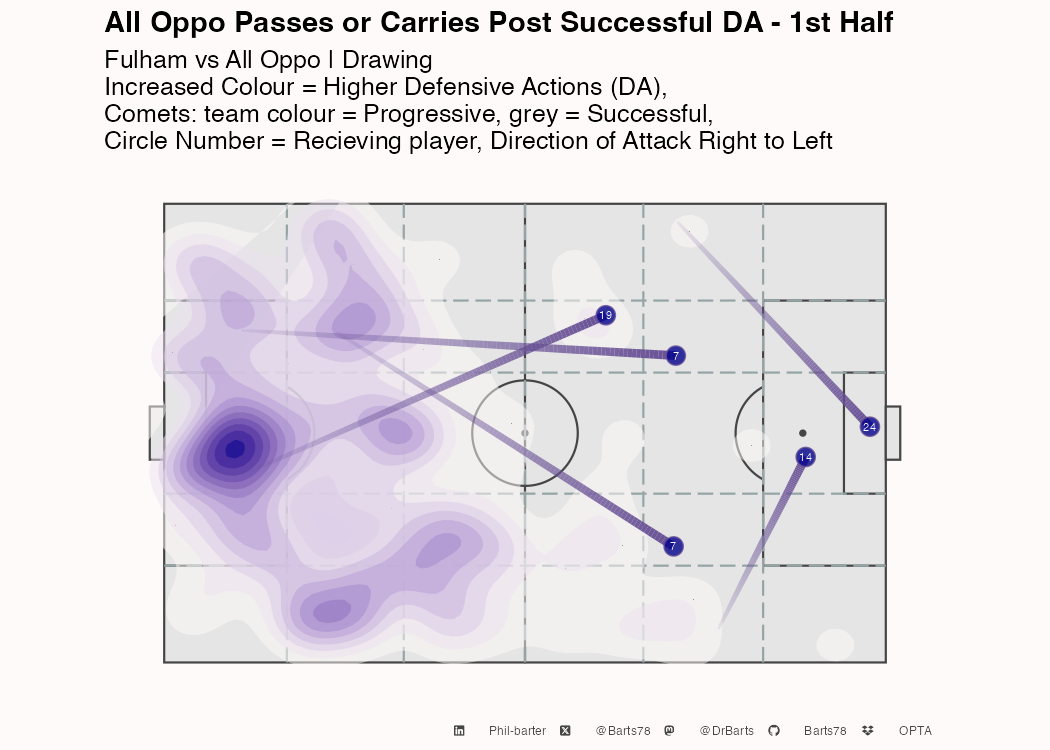 All Oppo Passes or Carries Post Successful DA - 1st Half
Fulham vs All Oppo | Drawing
Increased Colour = Higher Defensive Actions (DA),
Comets: team colour = Progressive, grey = Successful,
Circle Number = Recieving player, Direction of Attack Right to Left
19
7
24
14
7
Phil-barter @Barts78 @DrBarts Barts78 OPTA